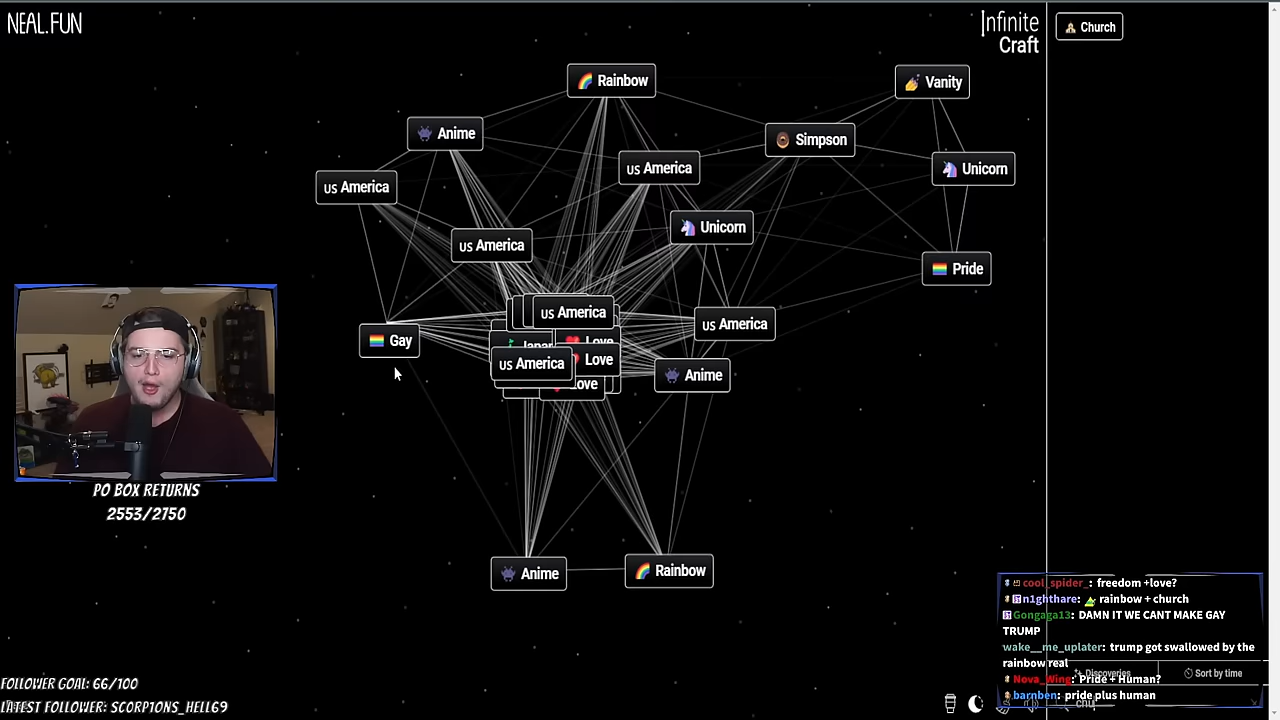 NEAL.FUN
Infinite
Craft
Church
Rainbow
Vanity
Anime
Simpson
US America
Unicorn
US America
Unicorn
US America
Pride
US America
US America
Gay
Love
US America
Love
Love
Anime
PO BOX RETURNS
2553/2750
Anime
Rainbow
cool_spider_: freedom +love?
n1ghthare: rainbow + church
Gongaga13: DAMN IT WE CANT MAKE GAY
TRUMP
wake__me_uplater: trump got swallowed by the
rainbow real
Discoveries
Sort by time
Nova_Wing: Pride + Human?
barnben: pride plus human
FOLLOWER GOAL: 66/100
LATEST FOLLOWER: SCORP1ONS_HELL69